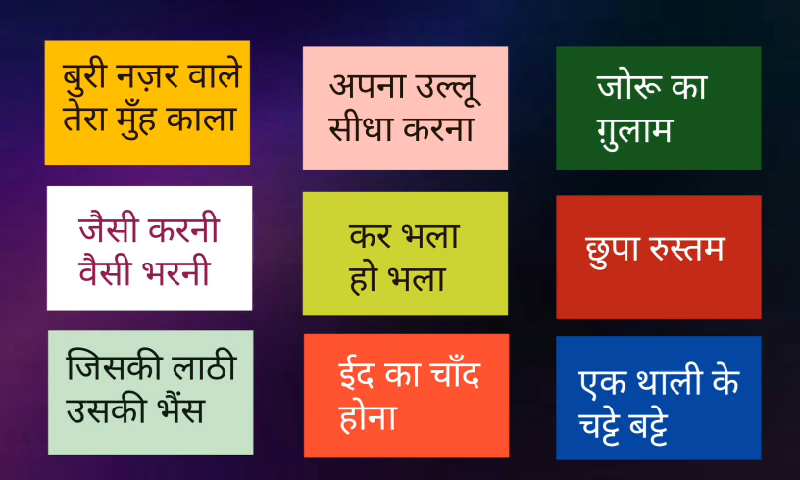 बुरी नज़र वाले
तेरा मुँह काला
अपना उल्लू
सीधा करना
जोरू का
ग़ुलाम
जैसी करनी
वैसी भरनी
कर भला
हो भला
छुपा रुस्तम
जिसकी लाठी
उसकी भैंस
ईद का चाँद
होना
एक थाली के
चट्टे बट्टे